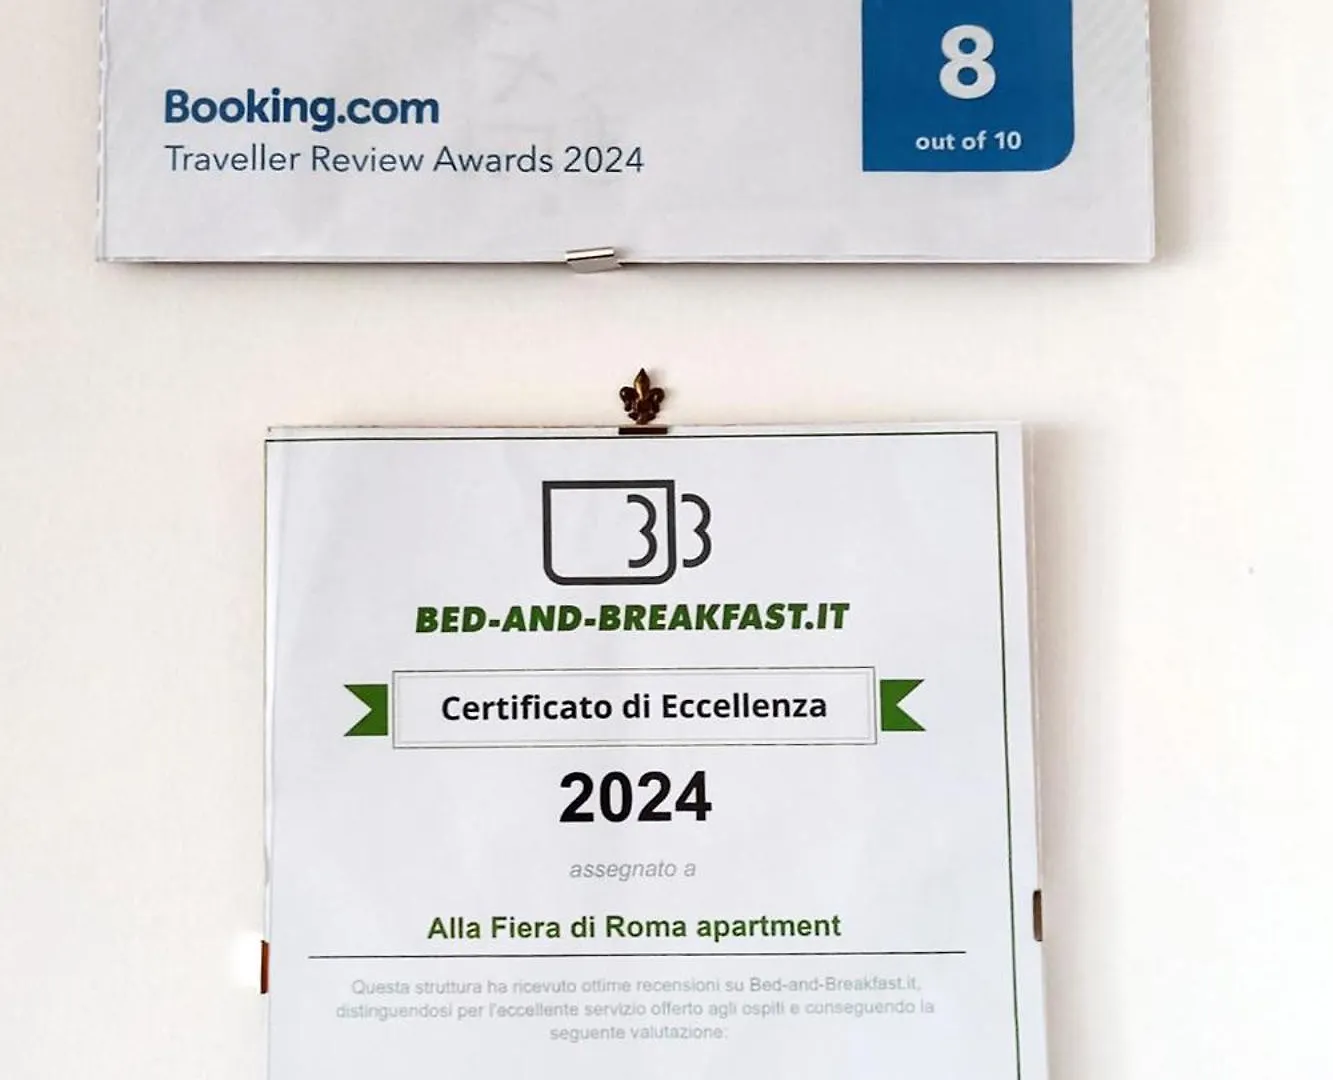 8
out of 10
Booking.com
Traveller Review Awards 2024
BED-AND-BREAKFAST.IT
Certificato di Eccellenza
2024
assegnato a
Alla Fiera di Roma apartment
Questa struttura ha ricevuto ottime recensioni su Bed-and-Breakfast.it,
distinguendosi per l'eccellente servizio offerto agli ospiti e conseguendo la
seguente valutazione: